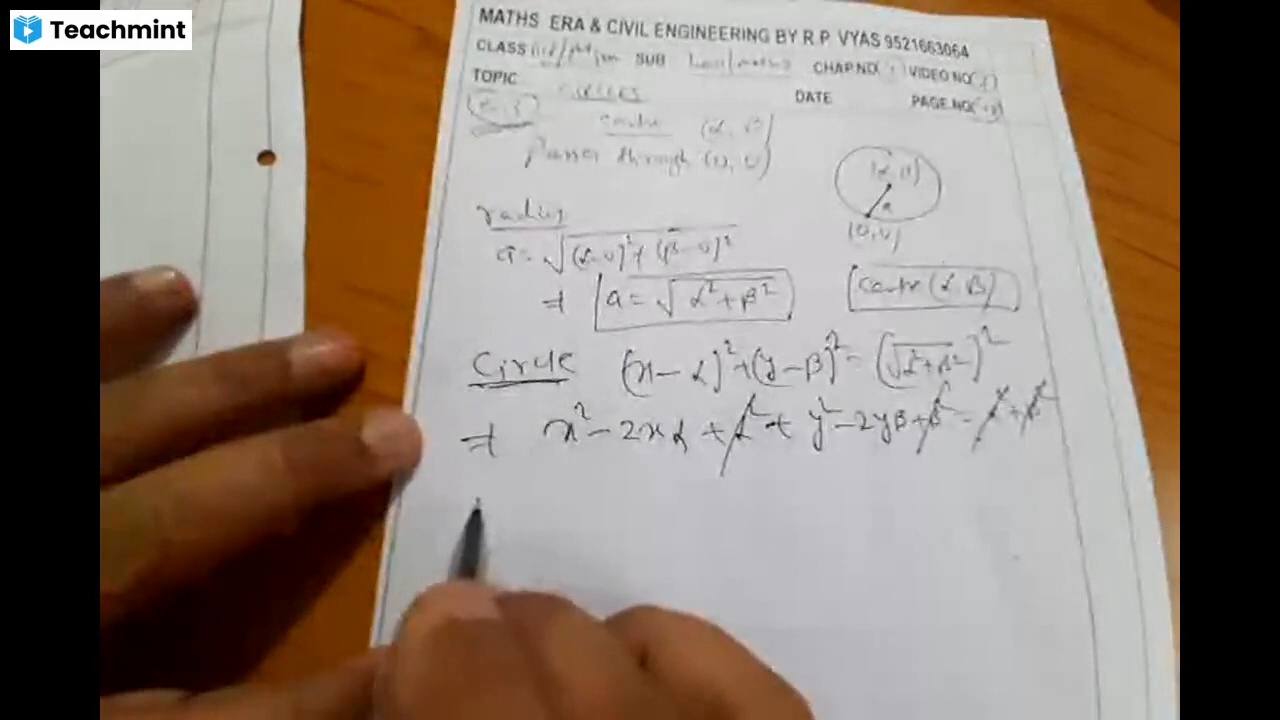 Teachmint
MATHS ERA & CIVIL ENGINEERING BY R P VYAS 9521663064
CLASS SUB CHAP.NO( ) VIDEO NO( )
TOPIC CIRCLES DATE PAGE NO( )
Centre (α, β)
Passes through (0, 0)
(α, β)
a
(0, 0)
radius
a = √(α-0)²+(β-0)²
⇒ a = √α²+β²
Centre (α β)
Circle (x-α)²+(y-β)² = (√α²+β²)²
⇒ x²-2xα+α²+y²-2yβ+β² = α²+β²